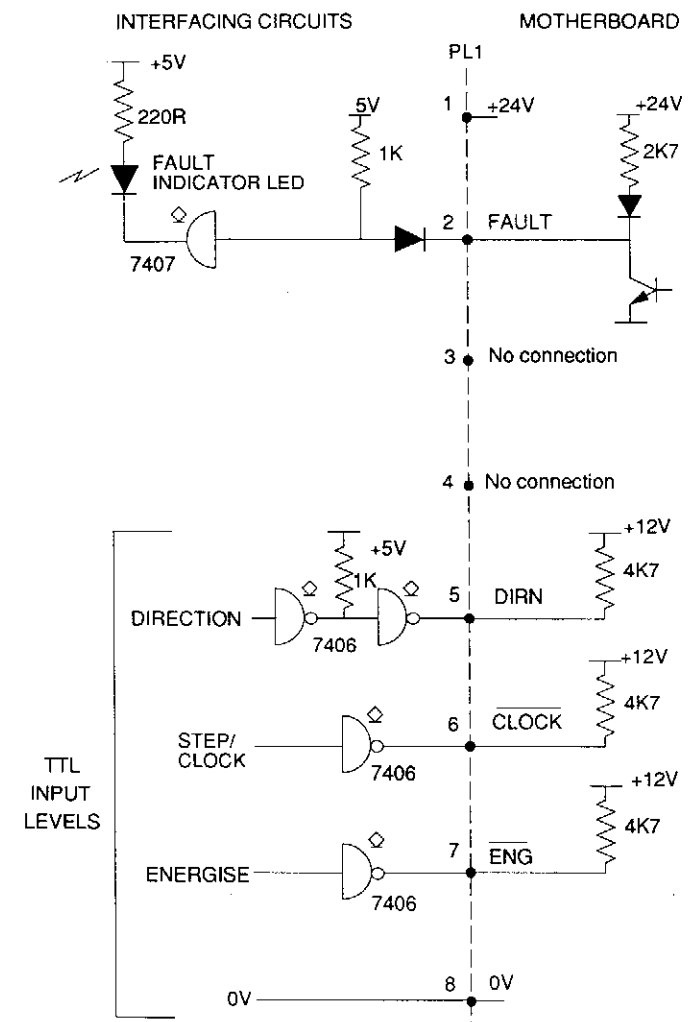 INTERFACING CIRCUITS
MOTHERBOARD
PL1
+5V
220R
5V
1K
1
+24V
+24V
2K7
FAULT
INDICATOR LED
2
FAULT
7407
3
No connection
4
No connection
+5V
1K
+12V
4K7
DIRECTION
7406
5
DIRN
+12V
4K7
STEP/
CLOCK
7406
6
CLOCK
TTL
INPUT
LEVELS
+12V
4K7
ENERGISE
7406
7
ENG
0V
8
0V